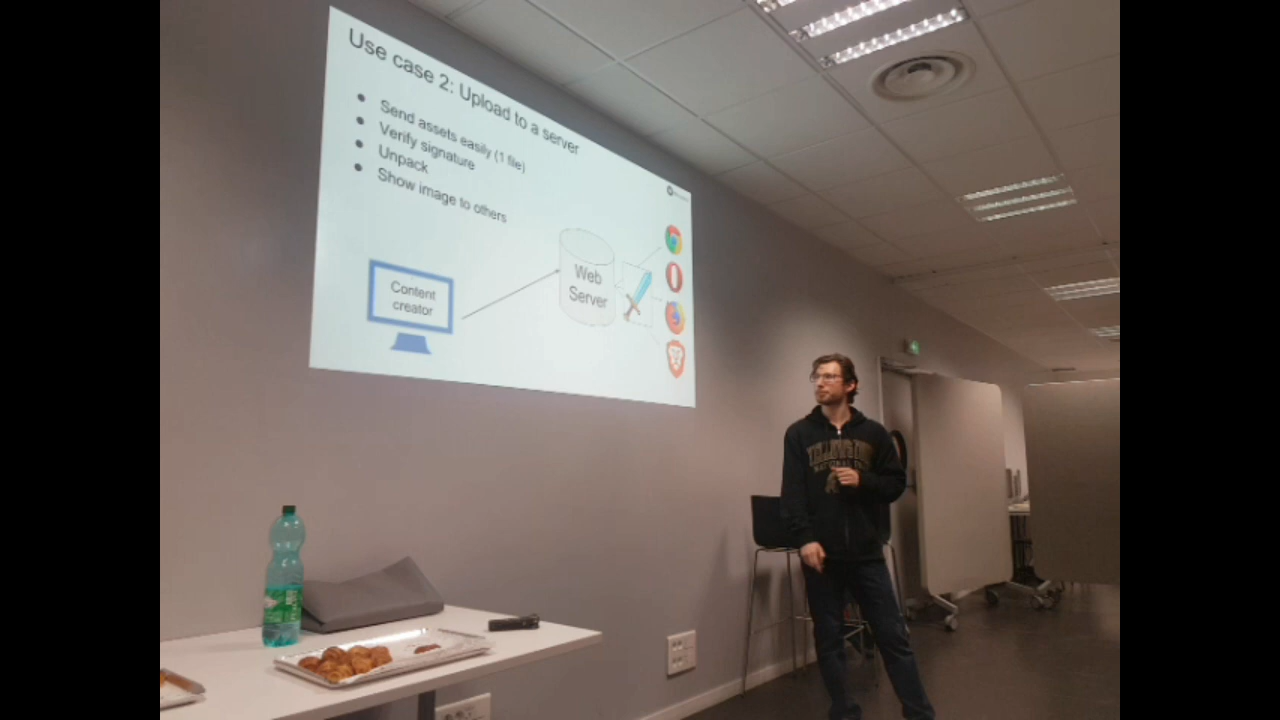 Use case 2: Upload to a server
● Send assets easily (1 file)
● Verify signature
● Unpack
● Show image to others
Content
creator
Web
Server